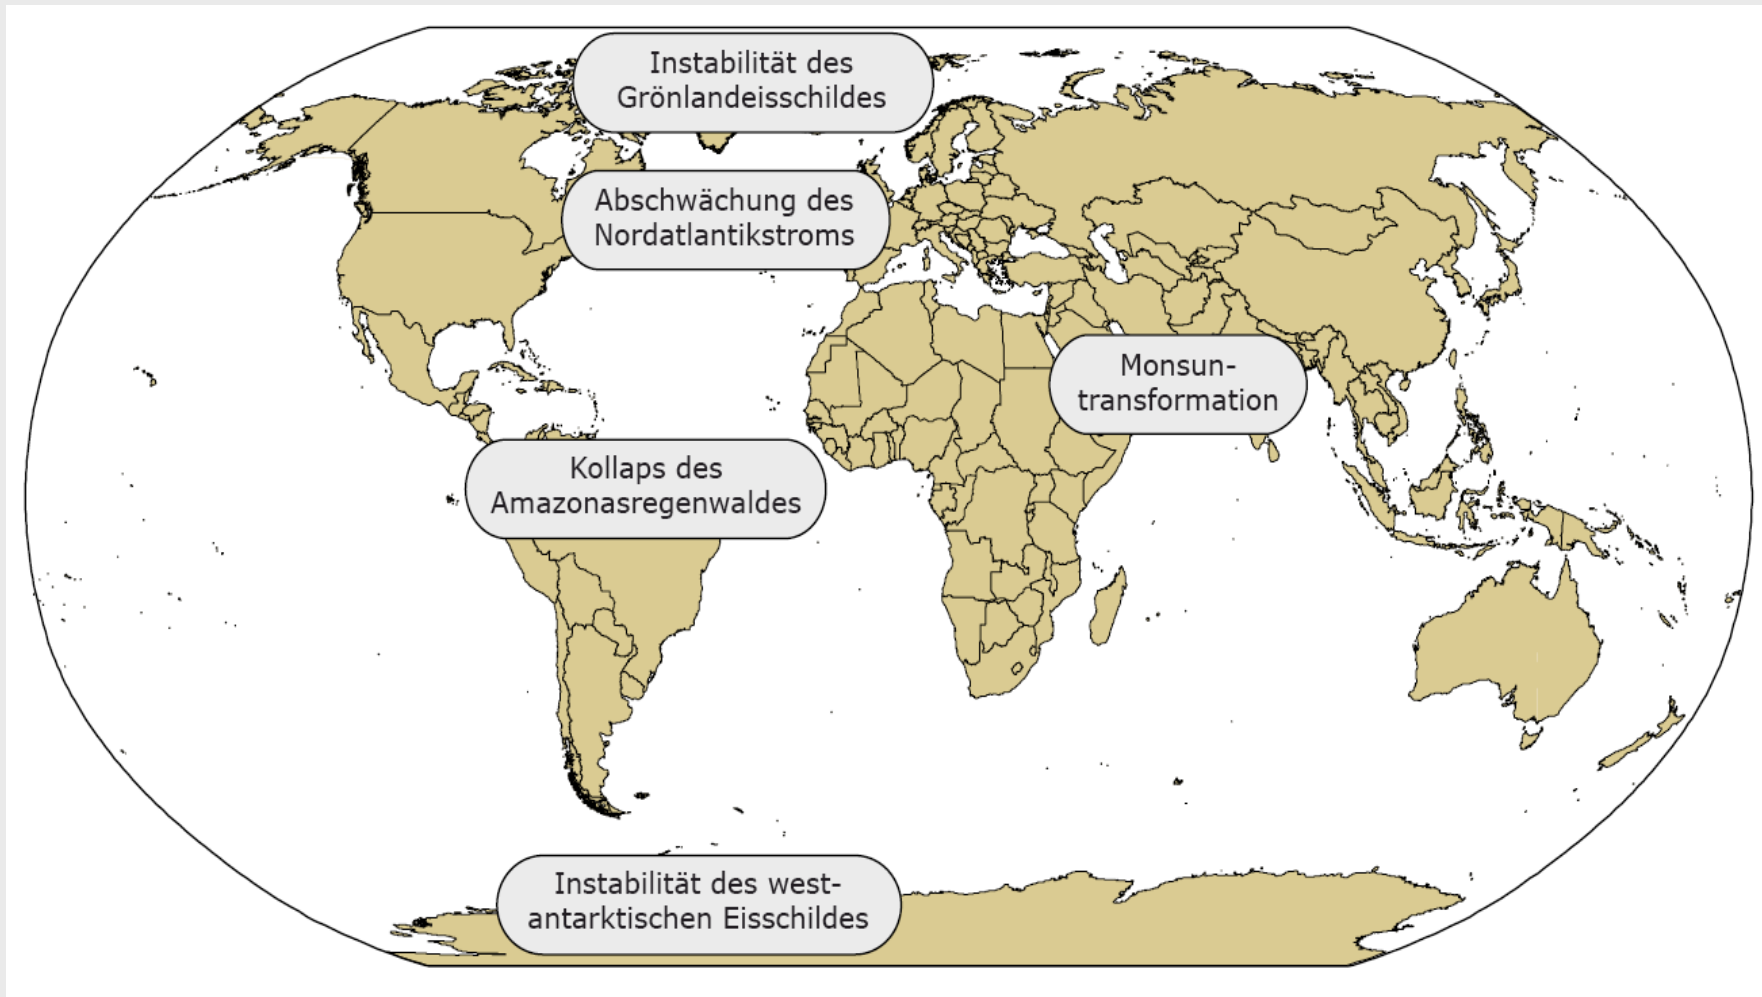 Instabilität des
Grönlandeisschildes
Abschwächung des
Nordatlantikstroms
Monsun-
transformation
Kollaps des
Amazonasregenwaldes
Instabilität des west-
antarktischen Eisschildes